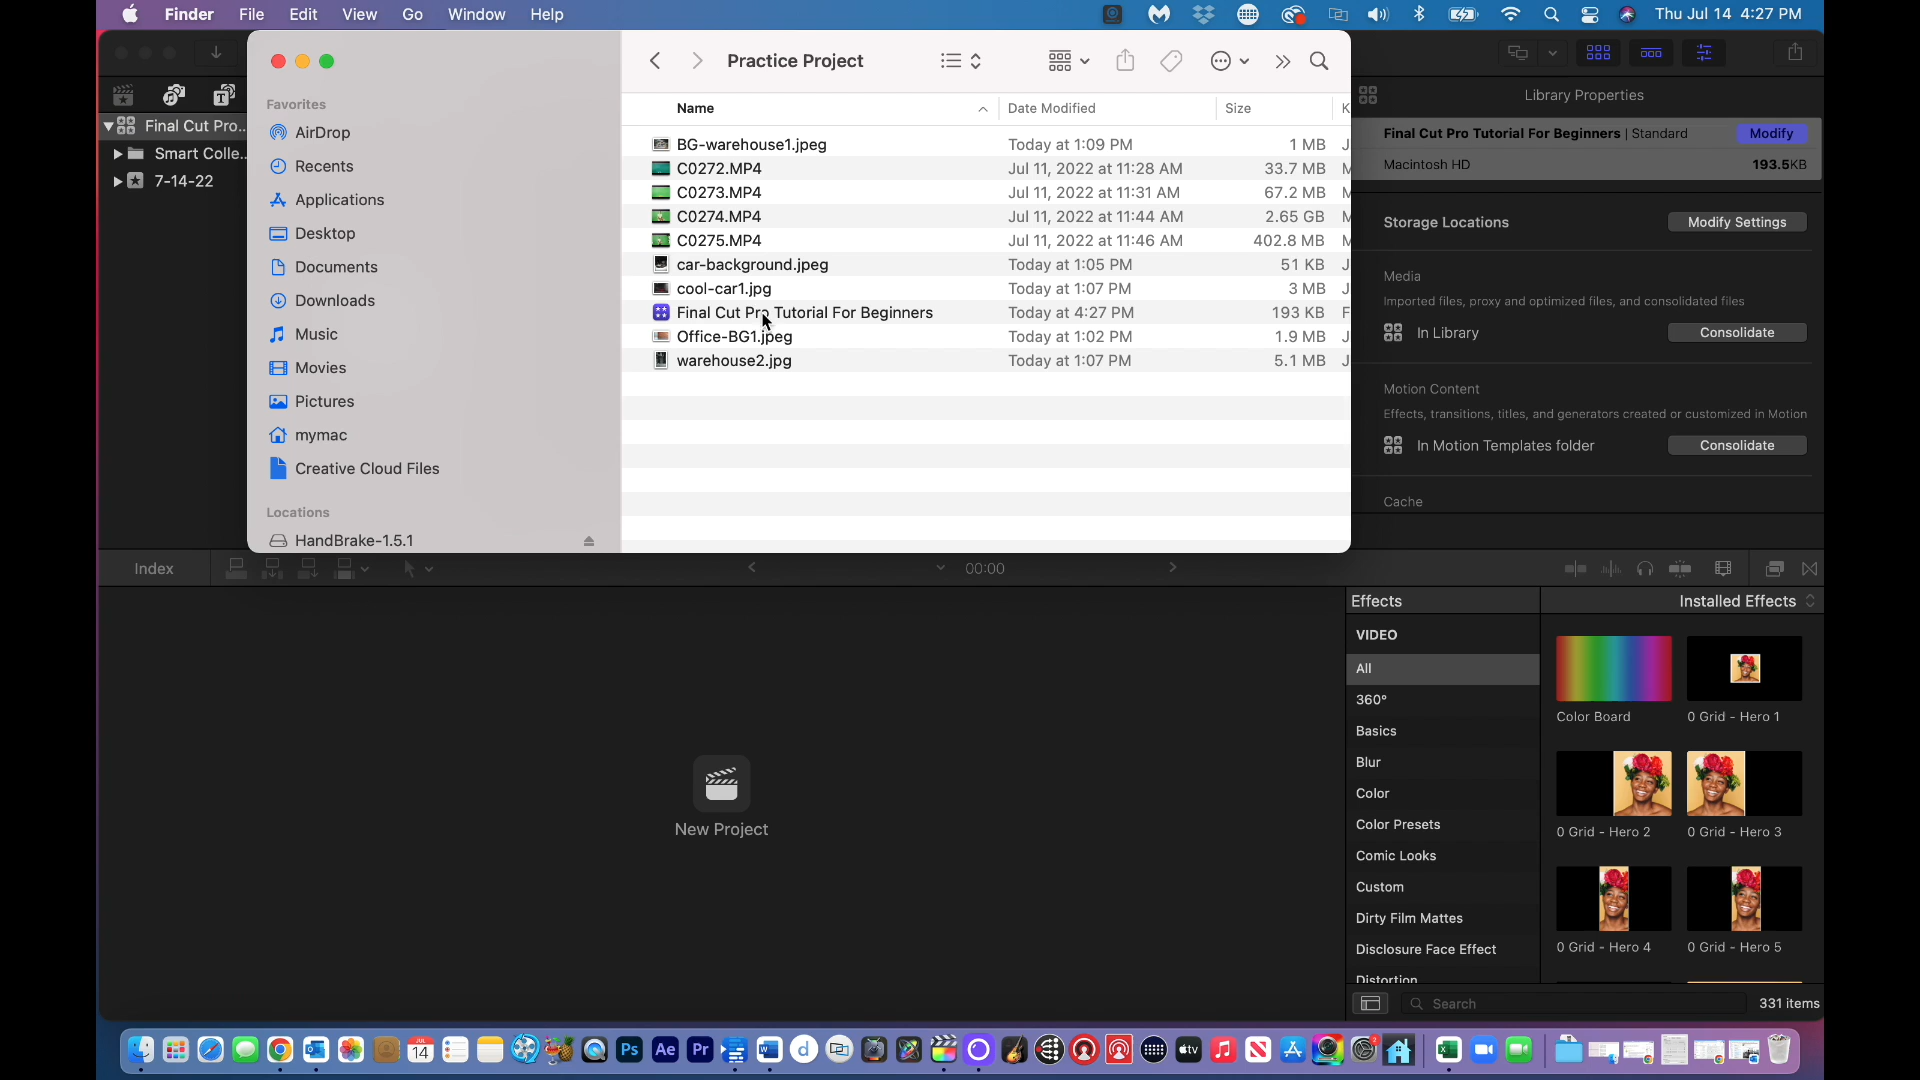 Finder File Edit View Go Window Help
Thu Jul 14 4:27 PM
Practice Project
Favorites
AirDrop
Recents
Applications
Desktop
Documents
Downloads
Music
Movies
Pictures
mymac
Creative Cloud Files
Locations
HandBrake-1.5.1
Name Date Modified Size K
BG-warehouse1.jpeg Today at 1:09 PM 1 MB J
C0272.MP4 Jul 11, 2022 at 11:28 AM 33.7 MB M
C0273.MP4 Jul 11, 2022 at 11:31 AM 67.2 MB M
C0274.MP4 Jul 11, 2022 at 11:44 AM 2.65 GB M
C0275.MP4 Jul 11, 2022 at 11:46 AM 402.8 MB M
car-background.jpeg Today at 1:05 PM 51 KB J
cool-car1.jpg Today at 1:07 PM 3 MB J
Final Cut Pro Tutorial For Beginners Today at 4:27 PM 193 KB F
Office-BG1.jpeg Today at 1:02 PM 1.9 MB J
warehouse2.jpg Today at 1:07 PM 5.1 MB J
Final Cut Pro...
Smart Colle...
7-14-22
Library Properties
Final Cut Pro Tutorial For Beginners | Standard Modify
Macintosh HD 193.5KB
Storage Locations Modify Settings
Media
Imported files, proxy and optimized files, and consolidated files
In Library Consolidate
Motion Content
Effects, transitions, titles, and generators created or customized in Motion
In Motion Templates folder Consolidate
Cache
Index 00:00
New Project
Effects Installed Effects
VIDEO
All
360°
Basics
Blur
Color
Color Presets
Comic Looks
Custom
Dirty Film Mattes
Disclosure Face Effect
Distortion
Color Board 0 Grid - Hero 1
0 Grid - Hero 2 0 Grid - Hero 3
0 Grid - Hero 4 0 Grid - Hero 5
Search 331 items
JUL
14
Ps Ae Pr
W
d
tv
N
X